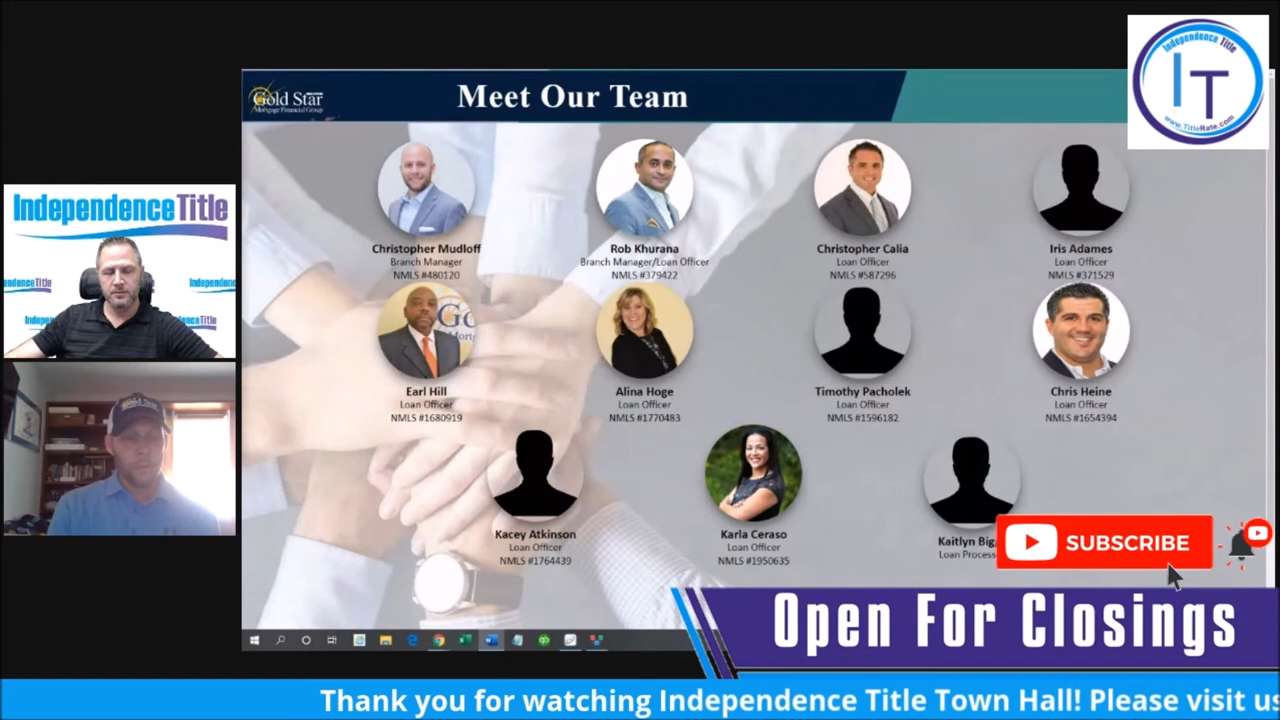 Independence Title
IT
www.TitleRate.com
Gold Star
Mortgage Financial Group
Meet Our Team
IndependenceTitle
Christopher Mudloff
Branch Manager
NMLS #480120
Rob Khurana
Branch Manager/Loan Officer
NMLS #379422
Christopher Calia
Loan Officer
NMLS #587296
Iris Adames
Loan Officer
NMLS #371529
Earl Hill
Loan Officer
NMLS #1680919
Alina Hoge
Loan Officer
NMLS #1770483
Timothy Pacholek
Loan Officer
NMLS #1596182
Chris Heine
Loan Officer
NMLS #1654394
Kacey Atkinson
Loan Officer
NMLS #1764439
Karla Ceraso
Loan Officer
NMLS #1950635
Kaitlyn
Loan
SUBSCRIBE
Open For Closings
Thank you for watching Independence Title Town Hall! Please visit us